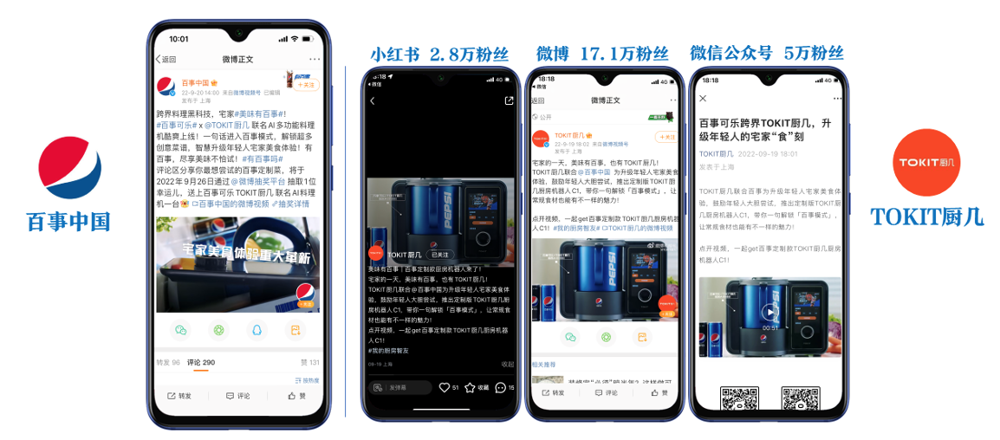 百事中国
10:01
返回
微博正文
百事中国
+关注
22-9-20 14:00 来自微博视频号 已编辑
发布于 上海
跨界料理黑科技，宅家#美味有百事#！
#百事可乐# x @TOKIT厨几 联名AI多功能料理
机酷爽上线！一句话进入百事模式，解锁超多
创意菜谱，智慧升级年轻人宅家美食体验！有
百事，尽享美味不怕试！#有百事吗#
评论区分享你最想尝试的百事定制菜，将于
2022年9月26日通过 @微博抽奖平台 抽取1位
幸运儿，送上百事可乐 TOKIT厨几 联名AI料理
机一台 百事中国的微博视频 抽奖详情
宅家美食体验重大革新
+关注
转发 96 评论 290 赞 131
按热度
转发 评论 赞
小红书 2.8万粉丝
微信
4G
PEPSI
TOKIT厨几 已关注
美味有百事｜百事定制款厨房机器人来了！
宅家的一天，美味有百事，也有TOKIT厨几！
TOKIT厨几联合@百事中国为升级年轻人宅家美食体
验，鼓励年轻人大胆尝试，推出定制版TOKIT厨几厨
房机器人C1，带你一句解锁「百事模式」，让常规食
材也能有不一样的魅力！
点开视频，一起get百事定制款TOKIT厨几厨房机器
人C1！
#我的厨房智友
09-19 上海
收起
发弹幕 51 收藏 15
微博 17.1万粉丝
18:18
4G
微信
返回
微博正文
公开
TOKIT厨几
+关注
22-9-19 18:02 来自微博视频号
发布于 上海
宅家的一天，美味有百事，也有TOKIT厨几！
TOKIT厨几联合@百事中国 为升级年轻人宅家美食
体验，鼓励年轻人大胆尝试，推出定制版TOKIT厨几
厨房机器人C1，带你一句解锁「百事模式」，让
常规食材也能有不一样的魅力！
点开视频，一起get百事定制款TOKIT厨几厨房机器
人C1！#我的厨房智友# TOKIT厨几的微博视频
PEPSI
TOKIT
+关注
相关推荐
转发 评论 赞
微信公众号 5万粉丝
18:18
4G
百事可乐跨界TOKIT厨几，升
级年轻人的宅家“食”刻
TOKIT厨几 2022-09-19 18:01
发表于上海
TOKIT厨几联合百事为升级年轻人宅家美食体
验，鼓励年轻人大胆尝试，推出定制版TOKIT
厨几厨房机器人C1，带你一句解锁「百事模式」，
让常规食材也能有不一样的魅力！
点开视频，一起get百事定制款TOKIT厨几厨房
机器人C1！
PEPSI
00:51
TOKIT厨几
TOKIT厨几